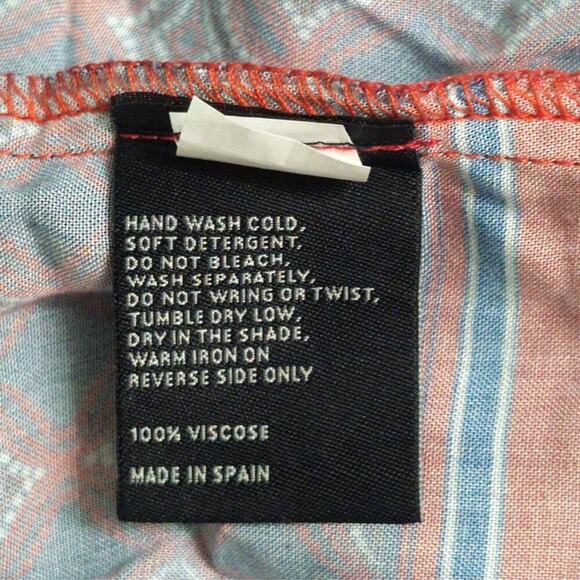 HAND WASH COLD,
SOFT DETERGENT,
DO NOT BLEACH,
WASH SEPARATELY,
DO NOT WRING OR TWIST,
TUMBLE DRY LOW,
DRY IN THE SHADE,
WARM IRON ON
REVERSE SIDE ONLY
100% VISCOSE
MADE IN SPAIN